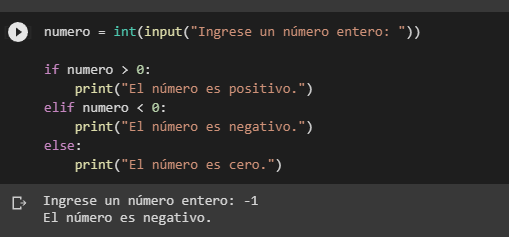 numero = int(input("Ingrese un número entero: "))
if numero > 0:
    print("El número es positivo.")
elif numero < 0:
    print("El número es negativo.")
else:
    print("El número es cero.")
Ingrese un número entero: -1
El número es negativo.